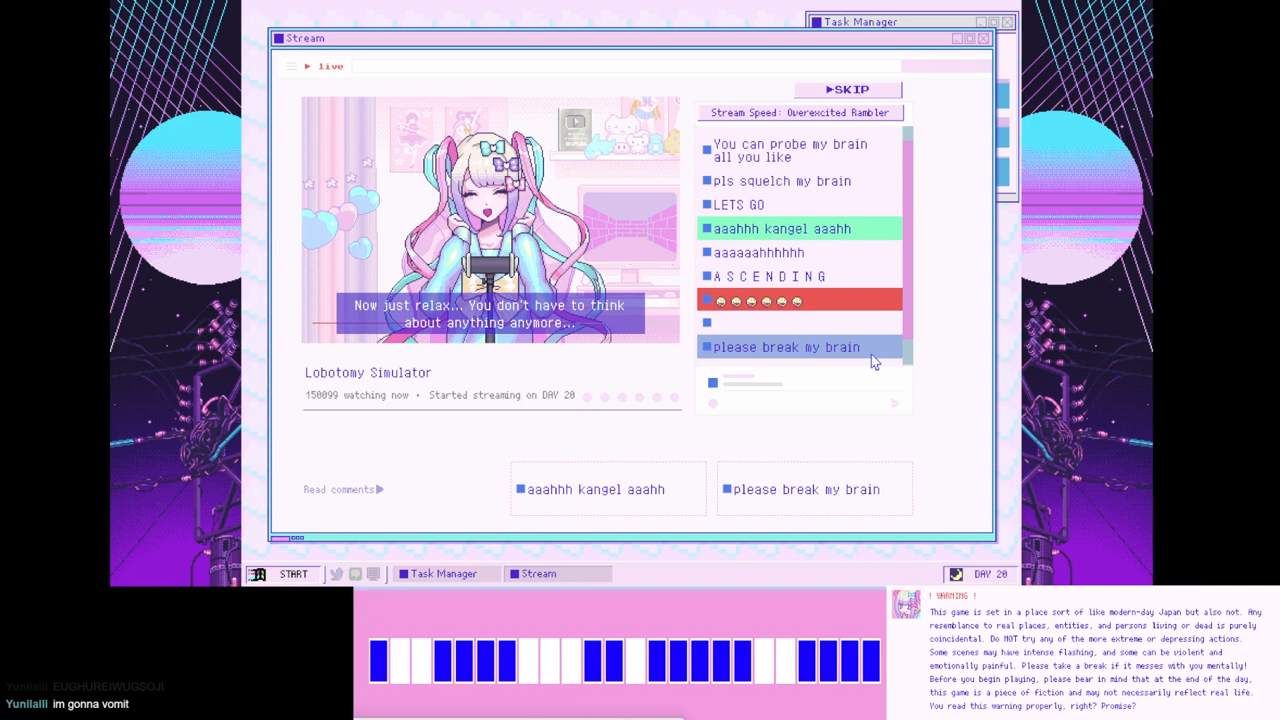 Task Manager
Stream
live
SKIP
Stream Speed: Overexcited Rambler
You can probe my brain
all you like
pls squelch my brain
LETS GO
aaahhh kangel aaahh
aaaaaahhhhhh
A S C E N D I N G
please break my brain
Now just relax... You don't have to think
about anything anymore...
Lobotomy Simulator
150099 watching now · Started streaming on DAY 20
Read comments
aaahhh kangel aaahh
please break my brain
START
Task Manager
Stream
DAY 20
! WARNING !
This game is set in a place sort of like modern-day Japan but also not. Any
resemblance to real places, entities, and persons living or dead is purely
coincidental. Do NOT try any of the more extreme or depressing actions.
Some scenes may have intense flashing, and some can be violent and
emotionally painful. Please take a break if it messes with you mentally!
Before you begin playing, please bear in mind that at the end of the day,
this game is a piece of fiction and may not necessarily reflect real life.
You read this warning properly, right? Promise?
Yunilalll EUGHUREIWUGSOJI
Yunilalll im gonna vomit